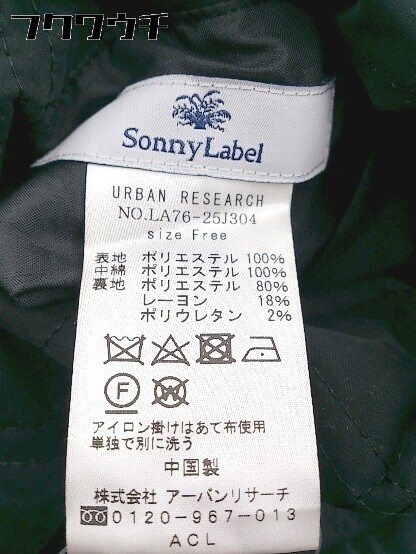 フクワウチ
Sonny Label
URBAN RESEARCH
NO.LA76-25J304
size Free
表地 ポリエステル 100%
中綿 ポリエステル 100%
裏地 ポリエステル 80%
レーヨン 18%
ポリウレタン 2%
F W
アイロン掛けはあて布使用
単独で別に洗う
中国製
株式会社 アーバンリサーチ
0120-967-013
ACL